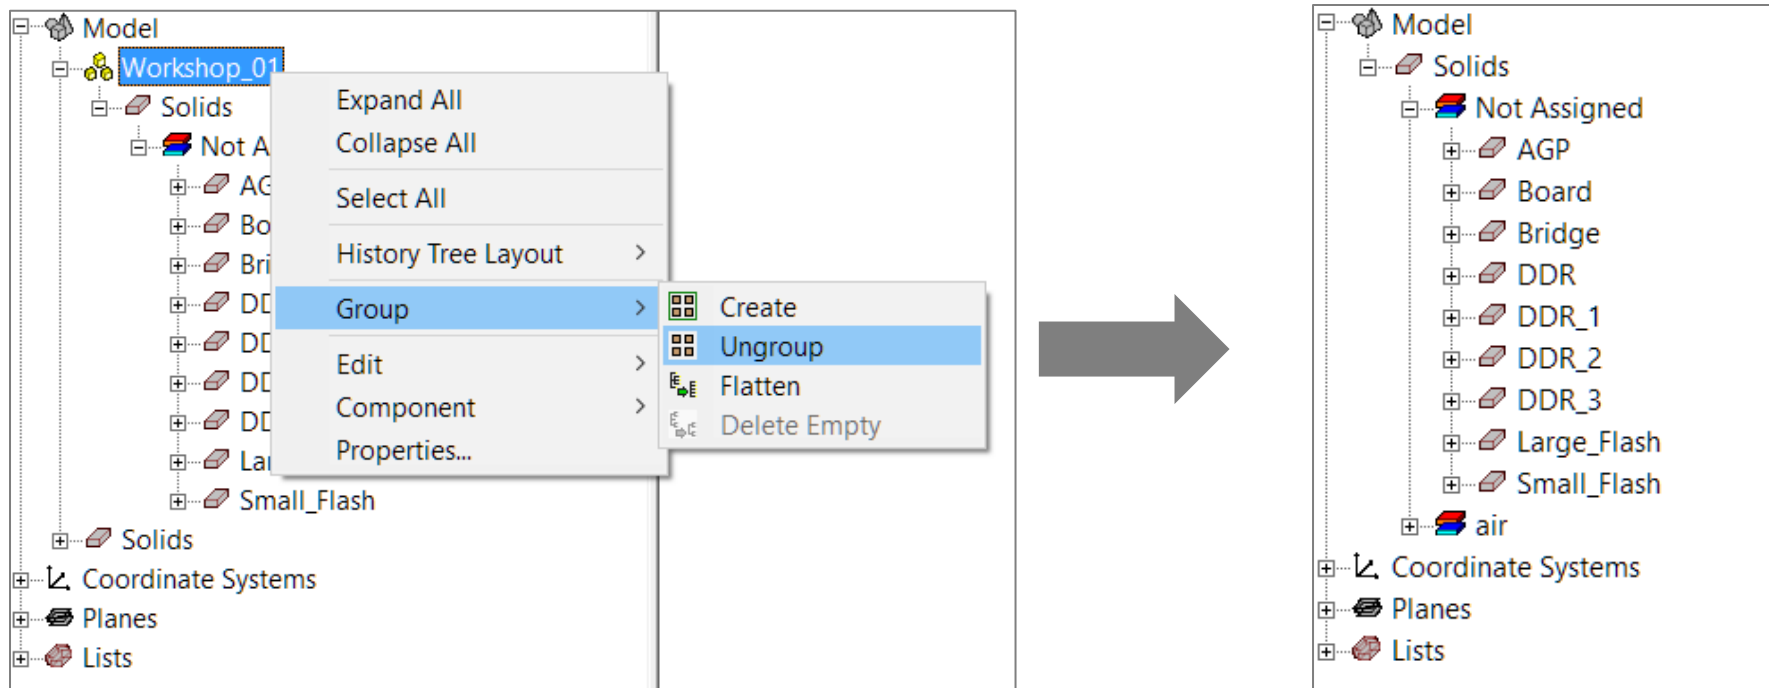 Model
Workshop_01
Solids
Not A
AG
Bo
Bri
DD
DD
DD
DD
Lar
Small_Flash
Solids
Coordinate Systems
Planes
Lists
Expand All
Collapse All
Select All
History Tree Layout
Group
Edit
Component
Properties...
Create
Ungroup
Flatten
Delete Empty
Model
Solids
Not Assigned
AGP
Board
Bridge
DDR
DDR_1
DDR_2
DDR_3
Large_Flash
Small_Flash
air
Coordinate Systems
Planes
Lists